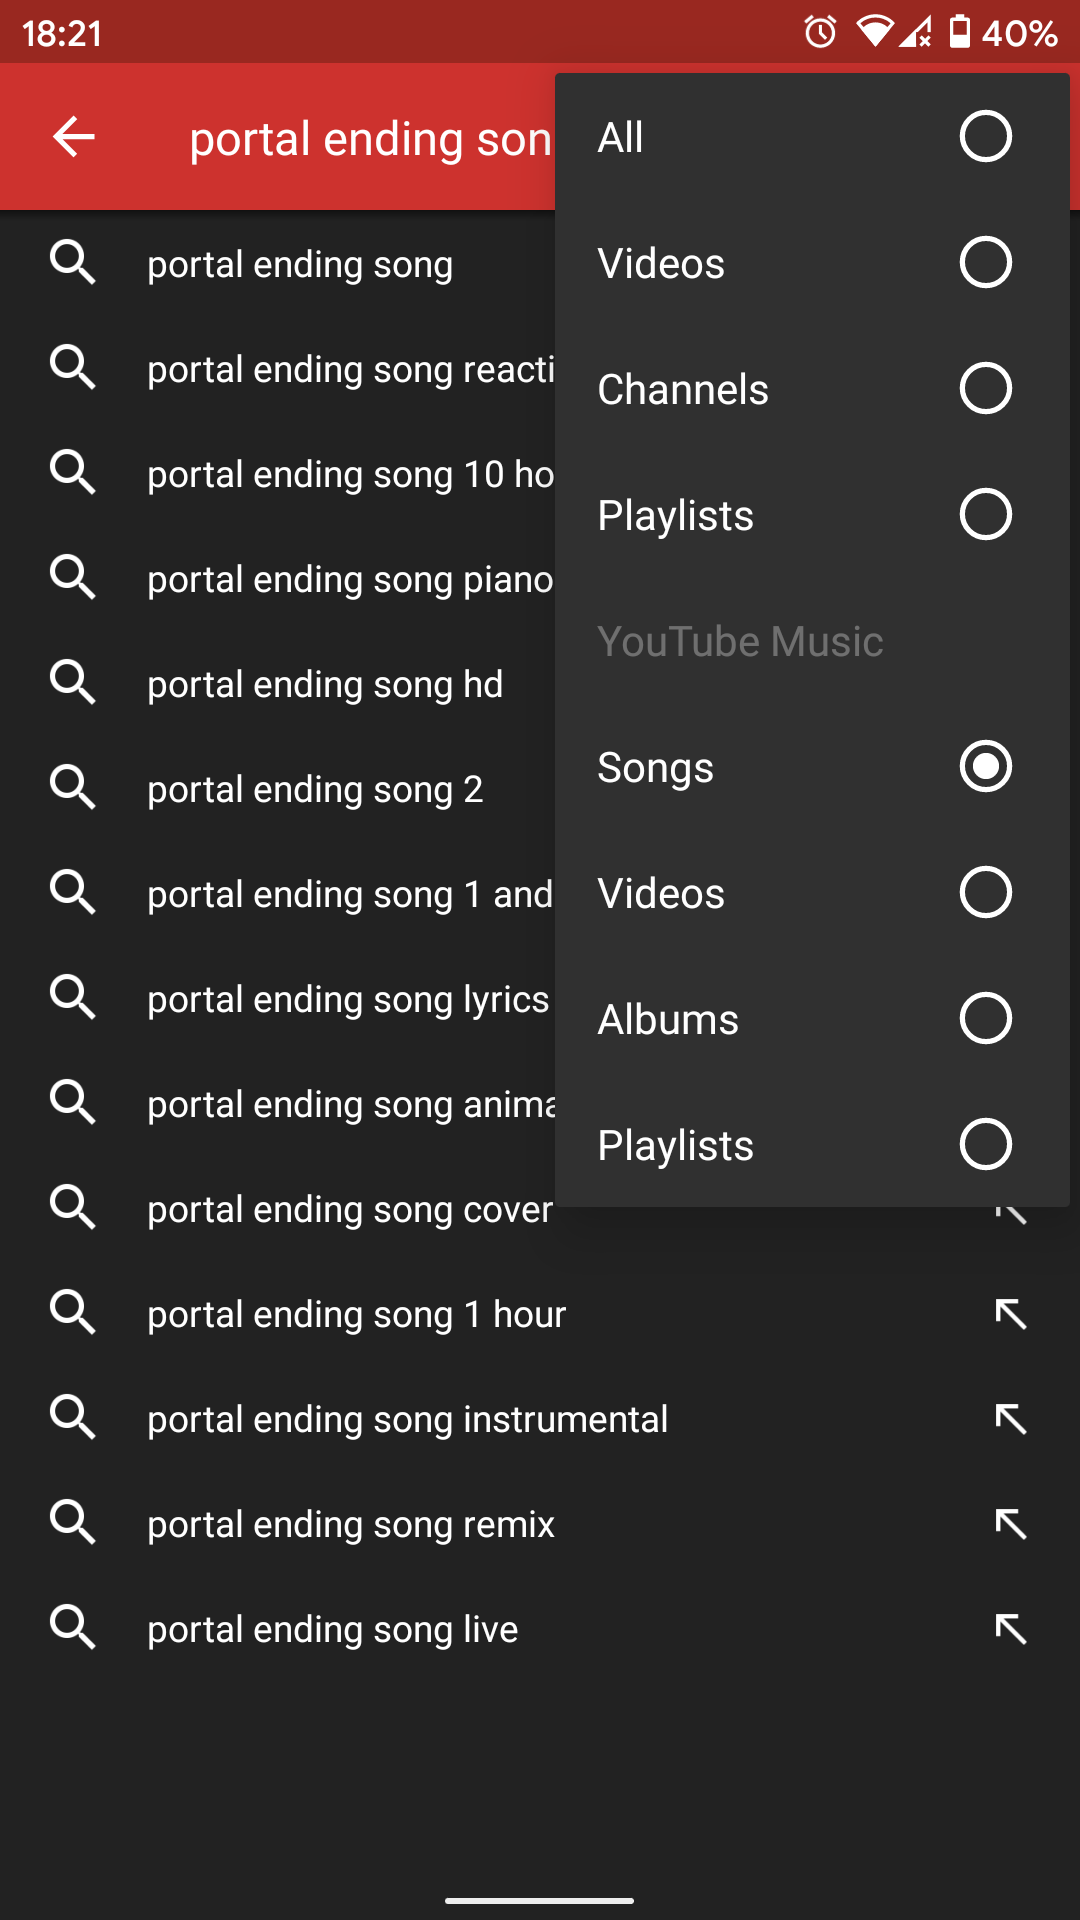 18:21 40%
portal ending son
All
Videos
Channels
Playlists
YouTube Music
Songs
Videos
Albums
Playlists
portal ending song
portal ending song reacti
portal ending song 10 ho
portal ending song piano
portal ending song hd
portal ending song 2
portal ending song 1 and
portal ending song lyrics
portal ending song anima
portal ending song cover
portal ending song 1 hour
portal ending song instrumental
portal ending song remix
portal ending song live